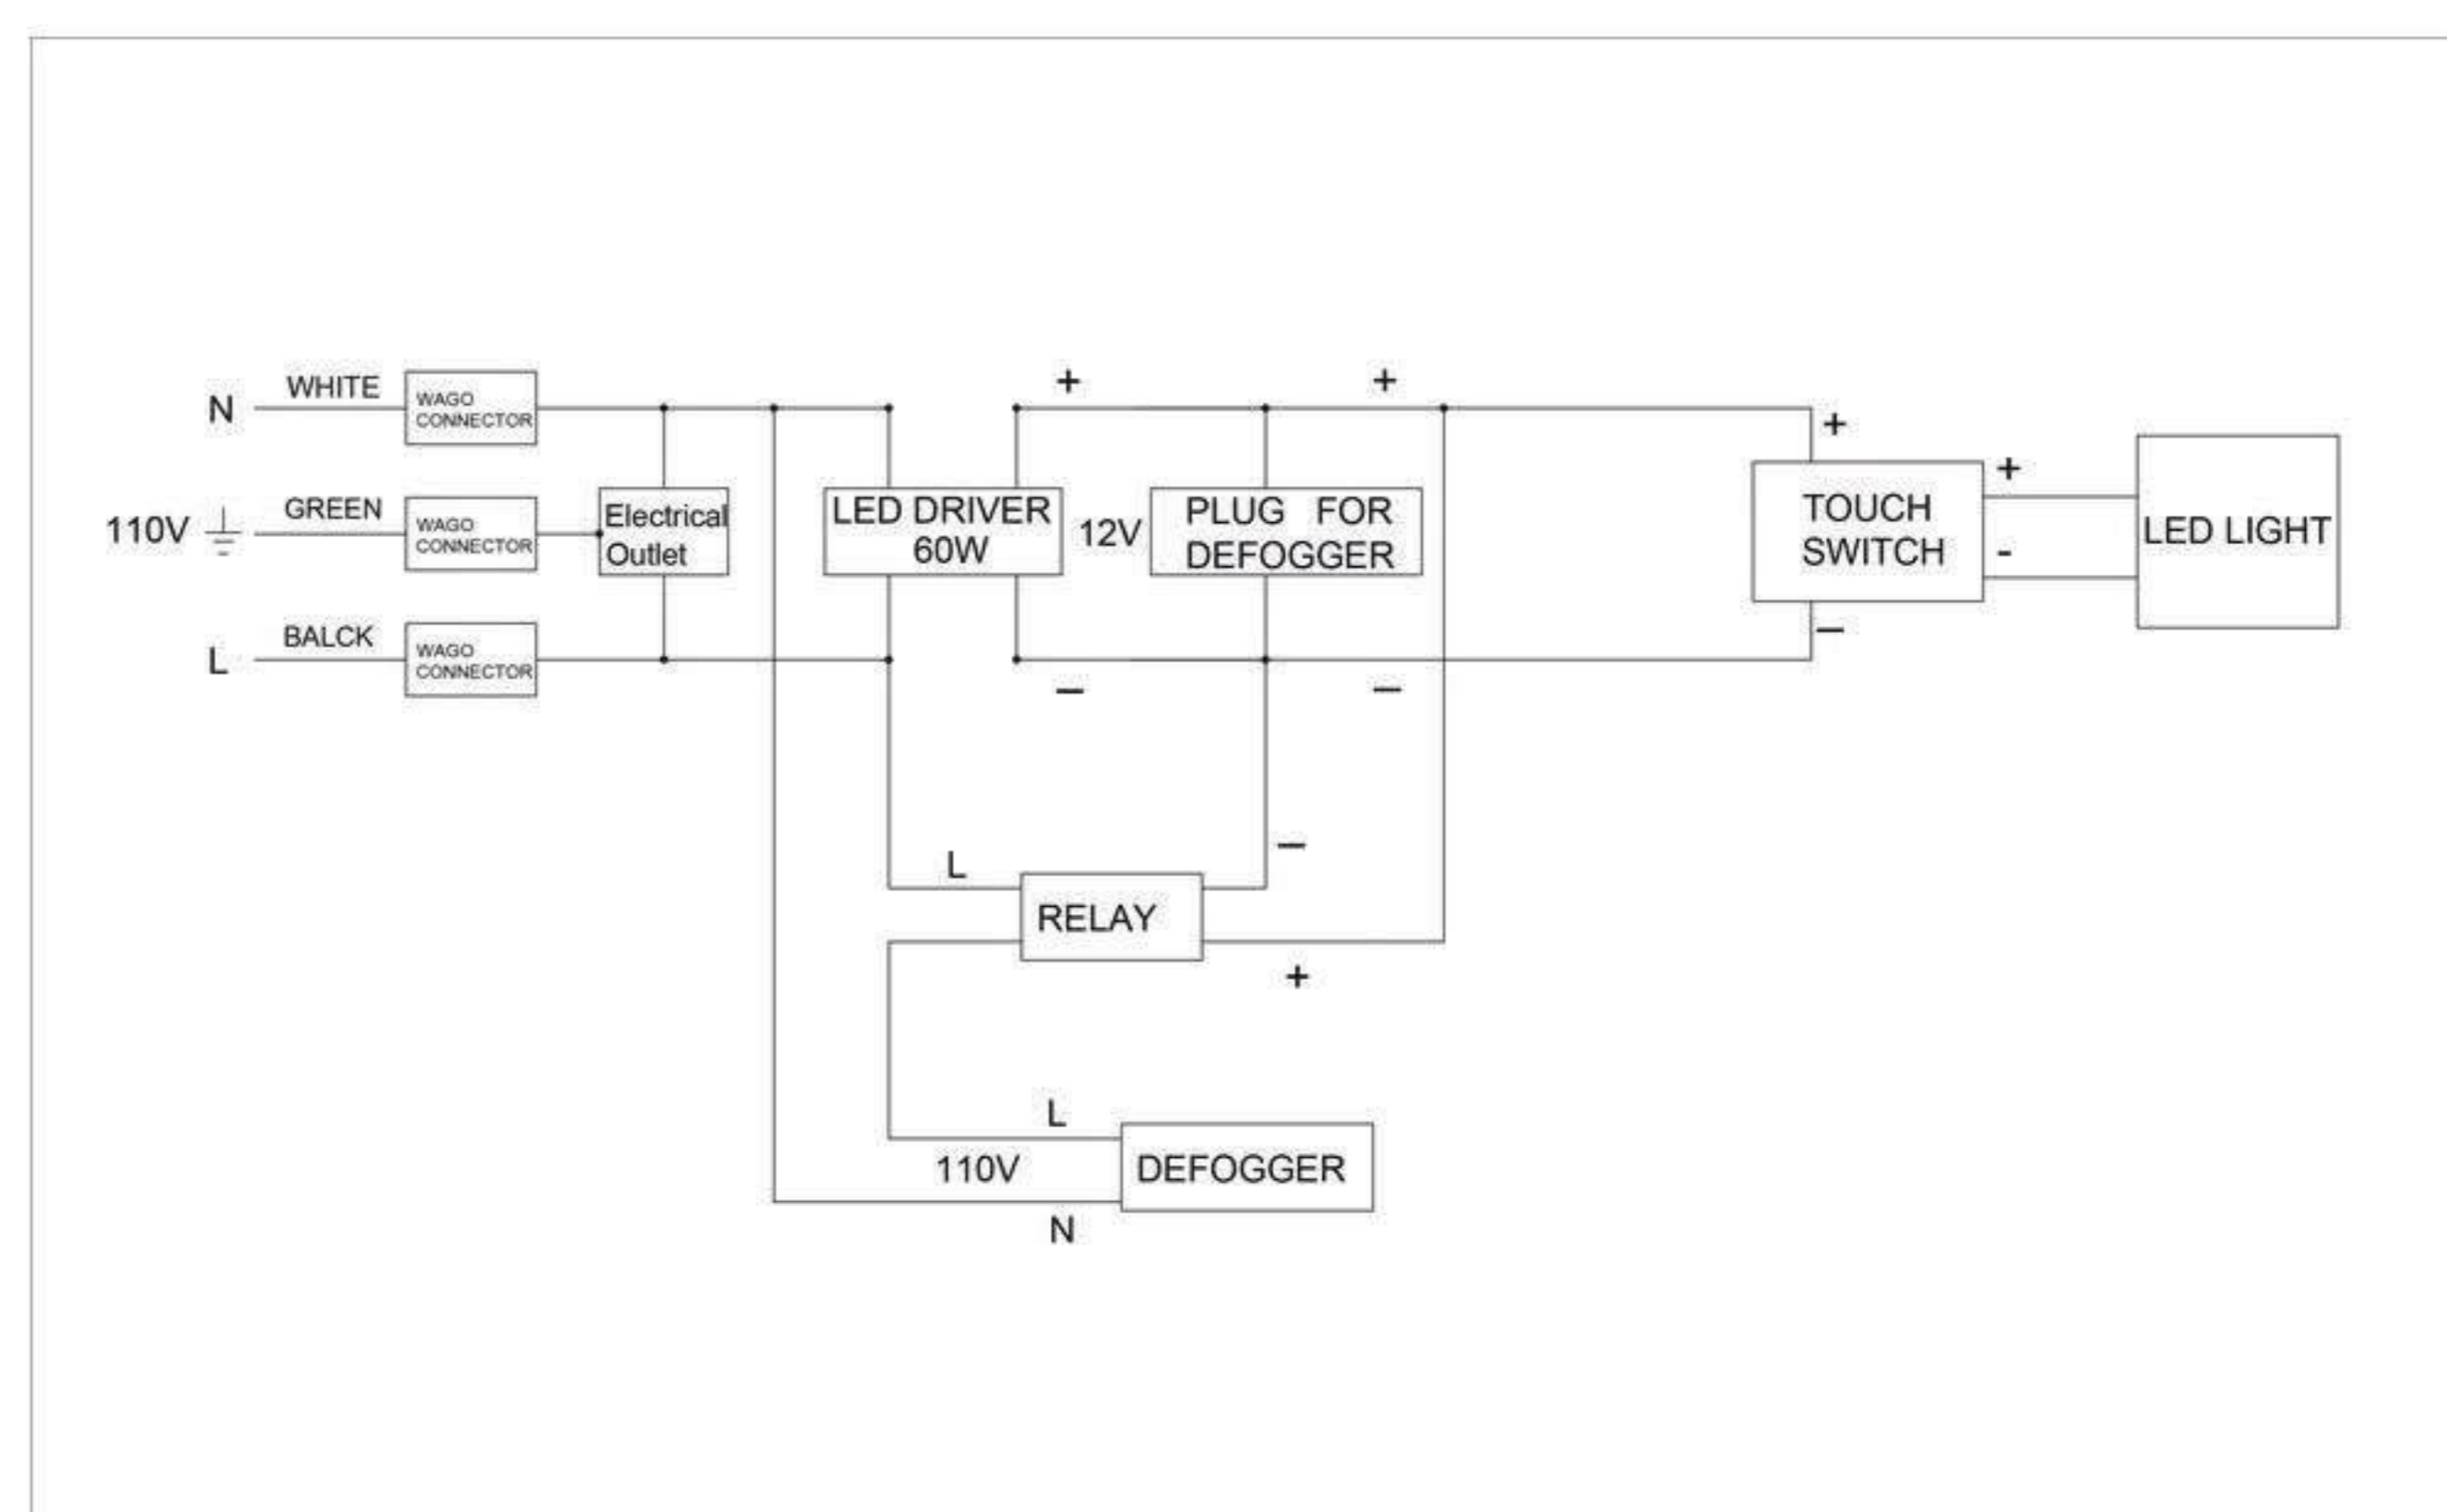 N
WHITE
WAGO
CONNECTOR
110V
GREEN
WAGO
CONNECTOR
L
BALCK
WAGO
CONNECTOR
Electrical
Outlet
LED DRIVER
60W
+
–
12V
PLUG FOR
DEFOGGER
+
–
+
TOUCH
SWITCH
–
+
-
LED LIGHT
L
RELAY
–
+
L
110V
N
DEFOGGER